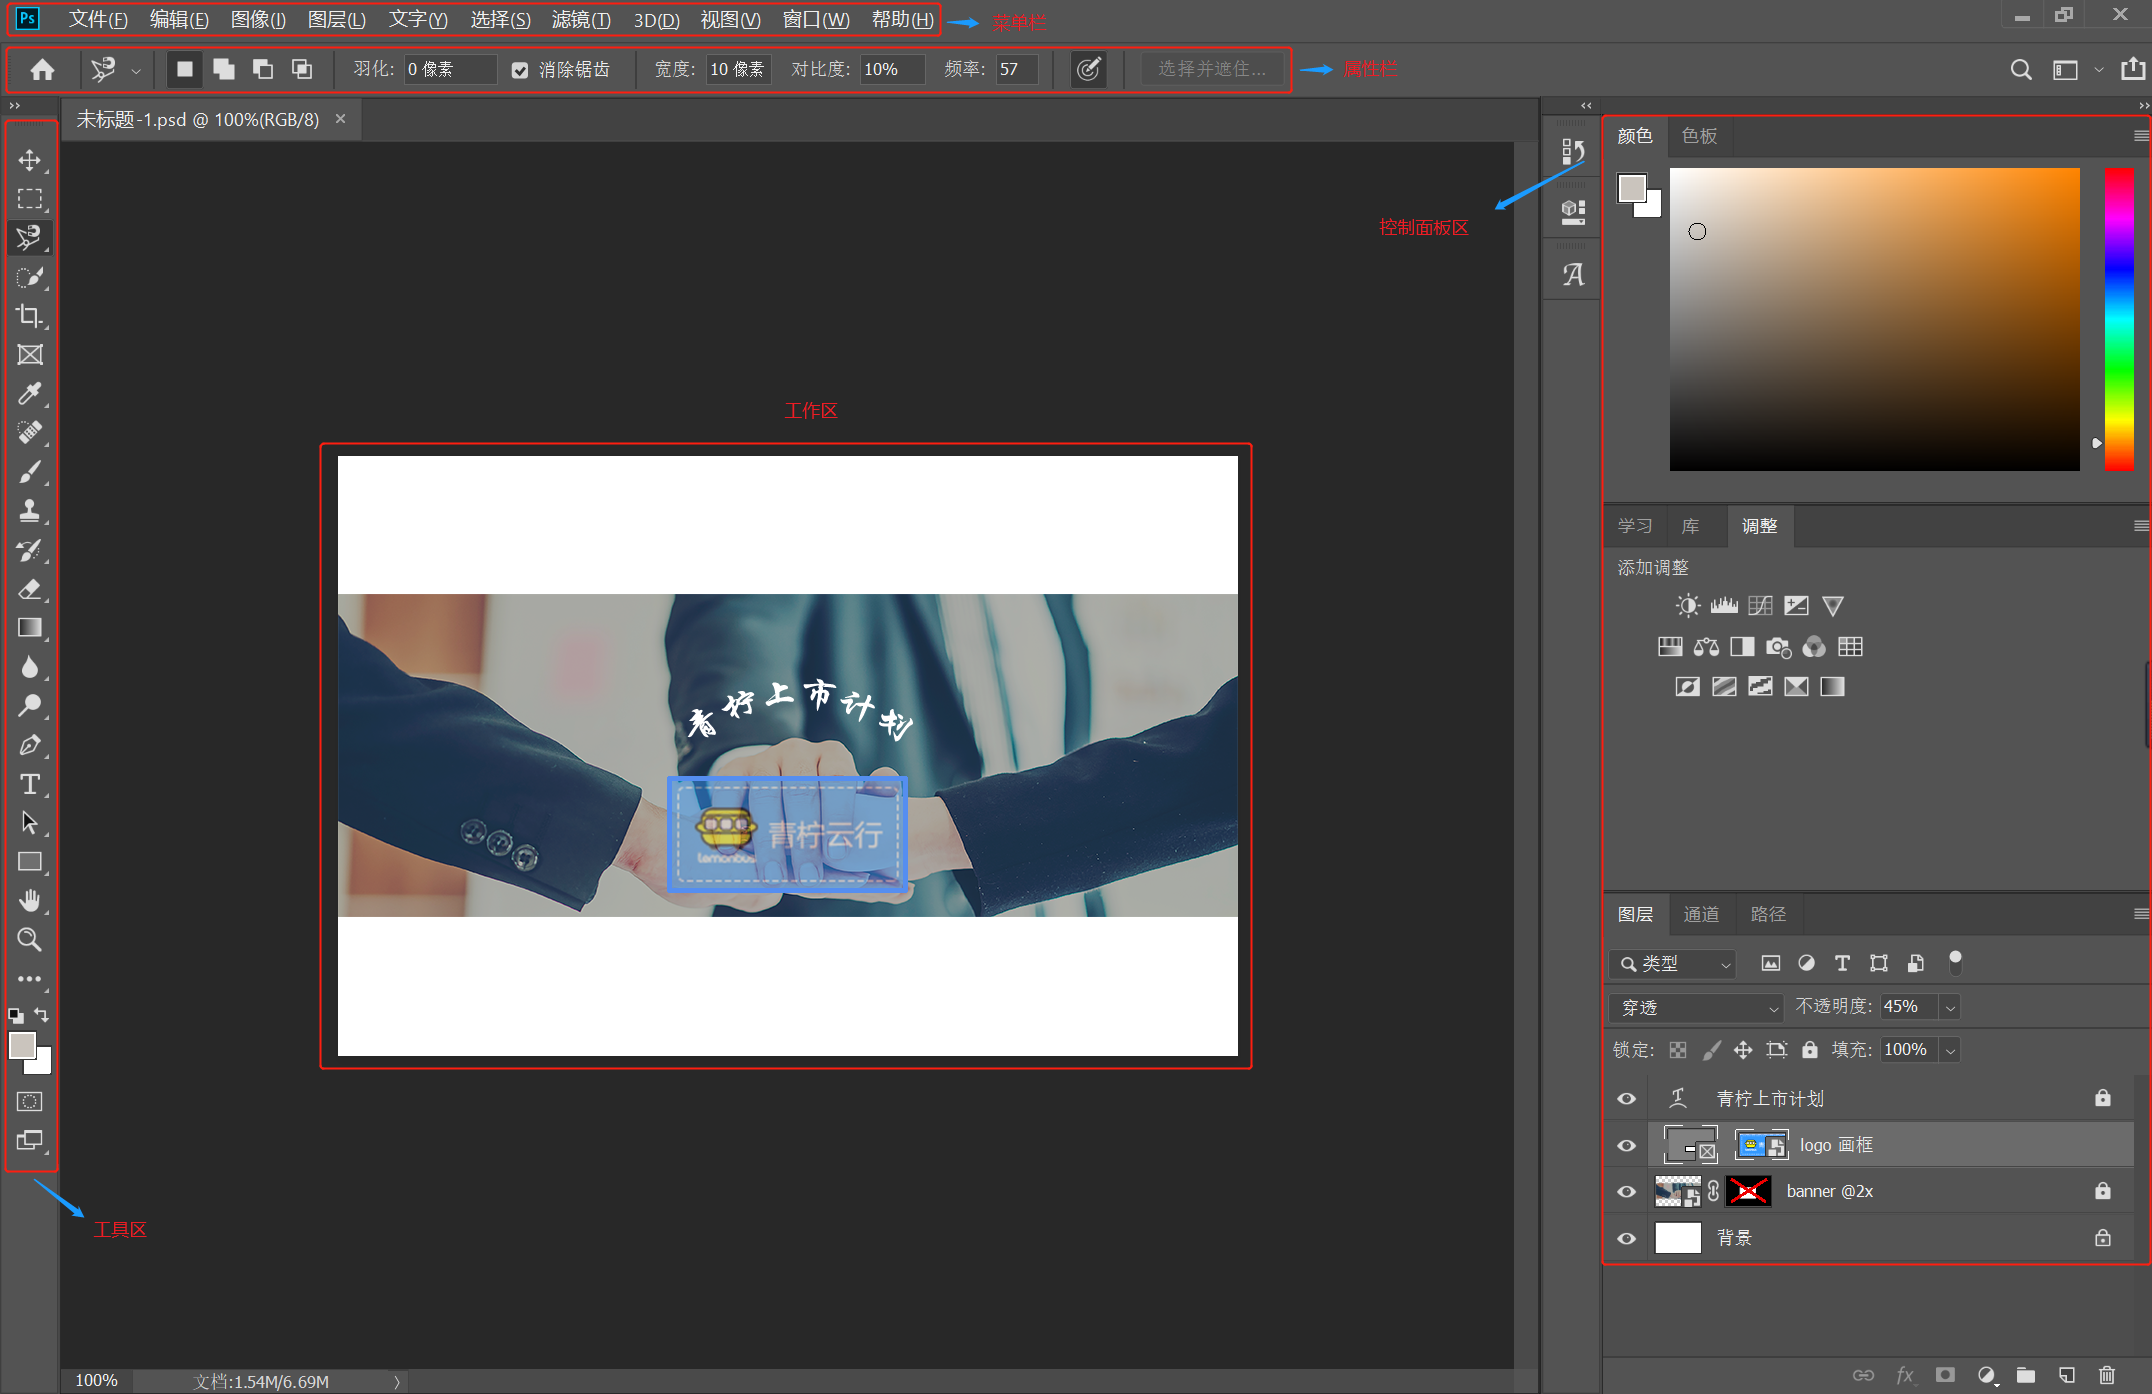 Ps 文件(F) 编辑(E) 图像(I) 图层(L) 文字(Y) 选择(S) 滤镜(T) 3D(D) 视图(V) 窗口(W) 帮助(H) 菜单栏
羽化: 0 像素 消除锯齿 宽度: 10 像素 对比度: 10% 频率: 57 选择并遮住... 属性栏
未标题-1.psd @ 100%(RGB/8)
颜色 色板
控制面板区
工作区
学习 库 调整
添加调整
青柠上市计划
青柠云行
lemonbus
图层 通道 路径
类型
穿透 不透明度: 45%
锁定: 填充: 100%
青柠上市计划
logo 画框
banner @2x
背景
工具区
100% 文档:1.54M/6.69M